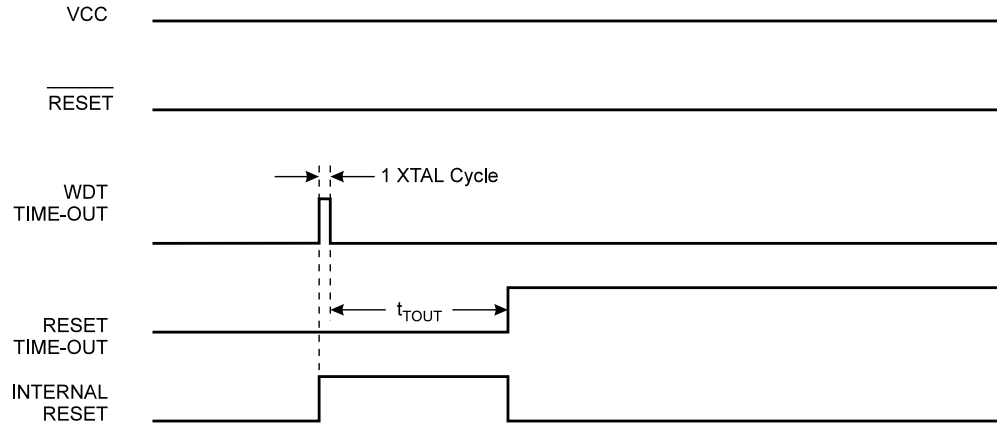 VCC
RESET
1 XTAL Cycle
WDT
TIME-OUT
tTOUT
RESET
TIME-OUT
INTERNAL
RESET